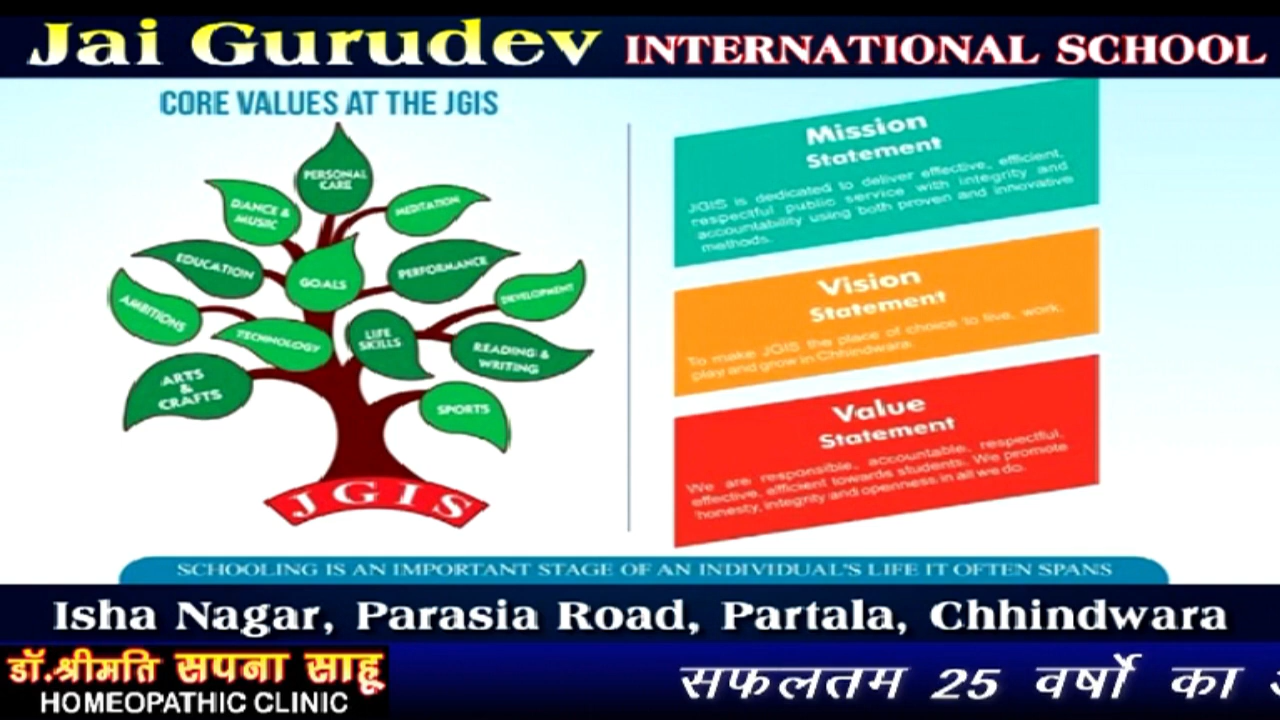 Jai Gurudev INTERNATIONAL SCHOOL
CORE VALUES AT THE JGIS
PERSONAL
CARE
DANCE &
MUSIC
MEDITATION
EDUCATION
GOALS
PERFORMANCE
DEVELOPMENT
AMBITIONS
TECHNOLOGY
LIFE
SKILLS
READING &
WRITING
ARTS
&
CRAFTS
SPORTS
JGIS
Mission
Statement
JGIS is dedicated to deliver effective, efficient,
respectful public service with integrity and
accountability using both proven and innovative
methods.
Vision
Statement
To make JGIS the place of choice to live, work,
play and grow in Chhindwara.
Value
Statement
We are responsible, accountable, respectful,
effective, efficient towards students. We promote
honesty, integrity and openness in all we do.
SCHOOLING IS AN IMPORTANT STAGE OF AN INDIVIDUAL'S LIFE IT OFTEN SPANS
Isha Nagar, Parasia Road, Partala, Chhindwara
डॉ.श्रीमति सपना साहू
HOMEOPATHIC CLINIC
सफलतम 25 वर्षो का